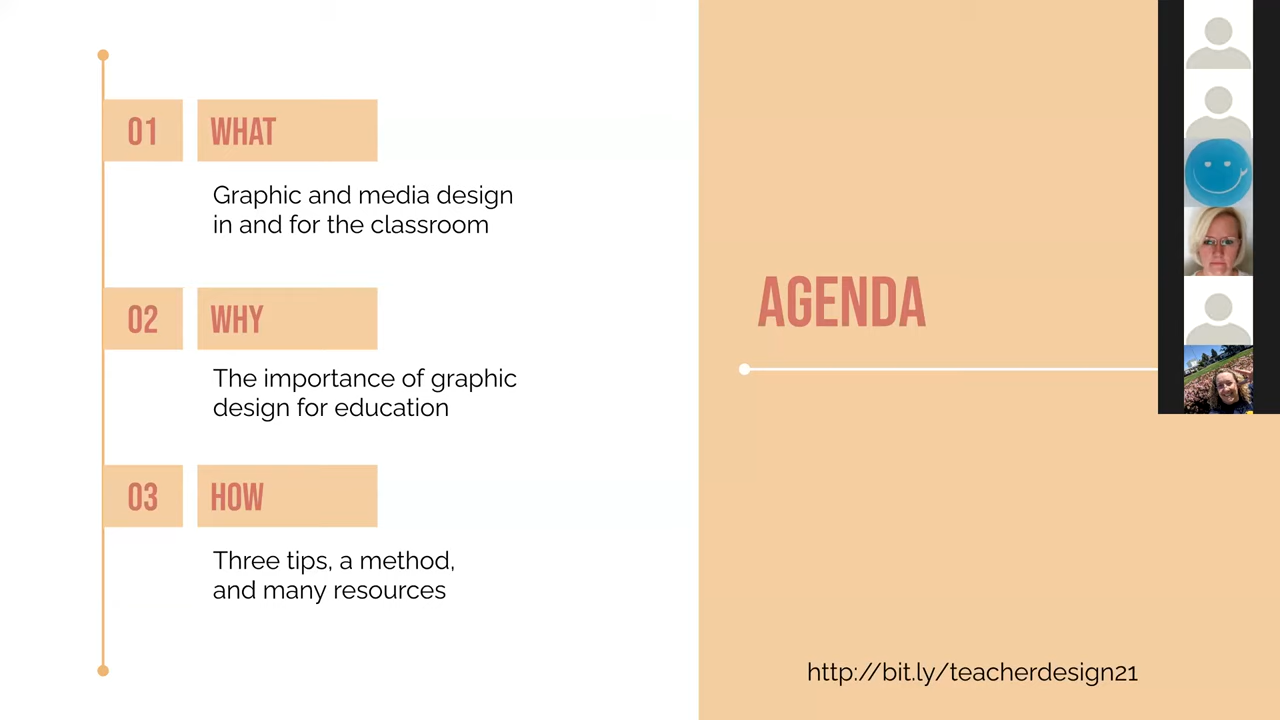 01 WHAT
Graphic and media design
in and for the classroom
02 WHY
The importance of graphic
design for education
03 HOW
Three tips, a method,
and many resources
AGENDA
http://bit.ly/teacherdesign21